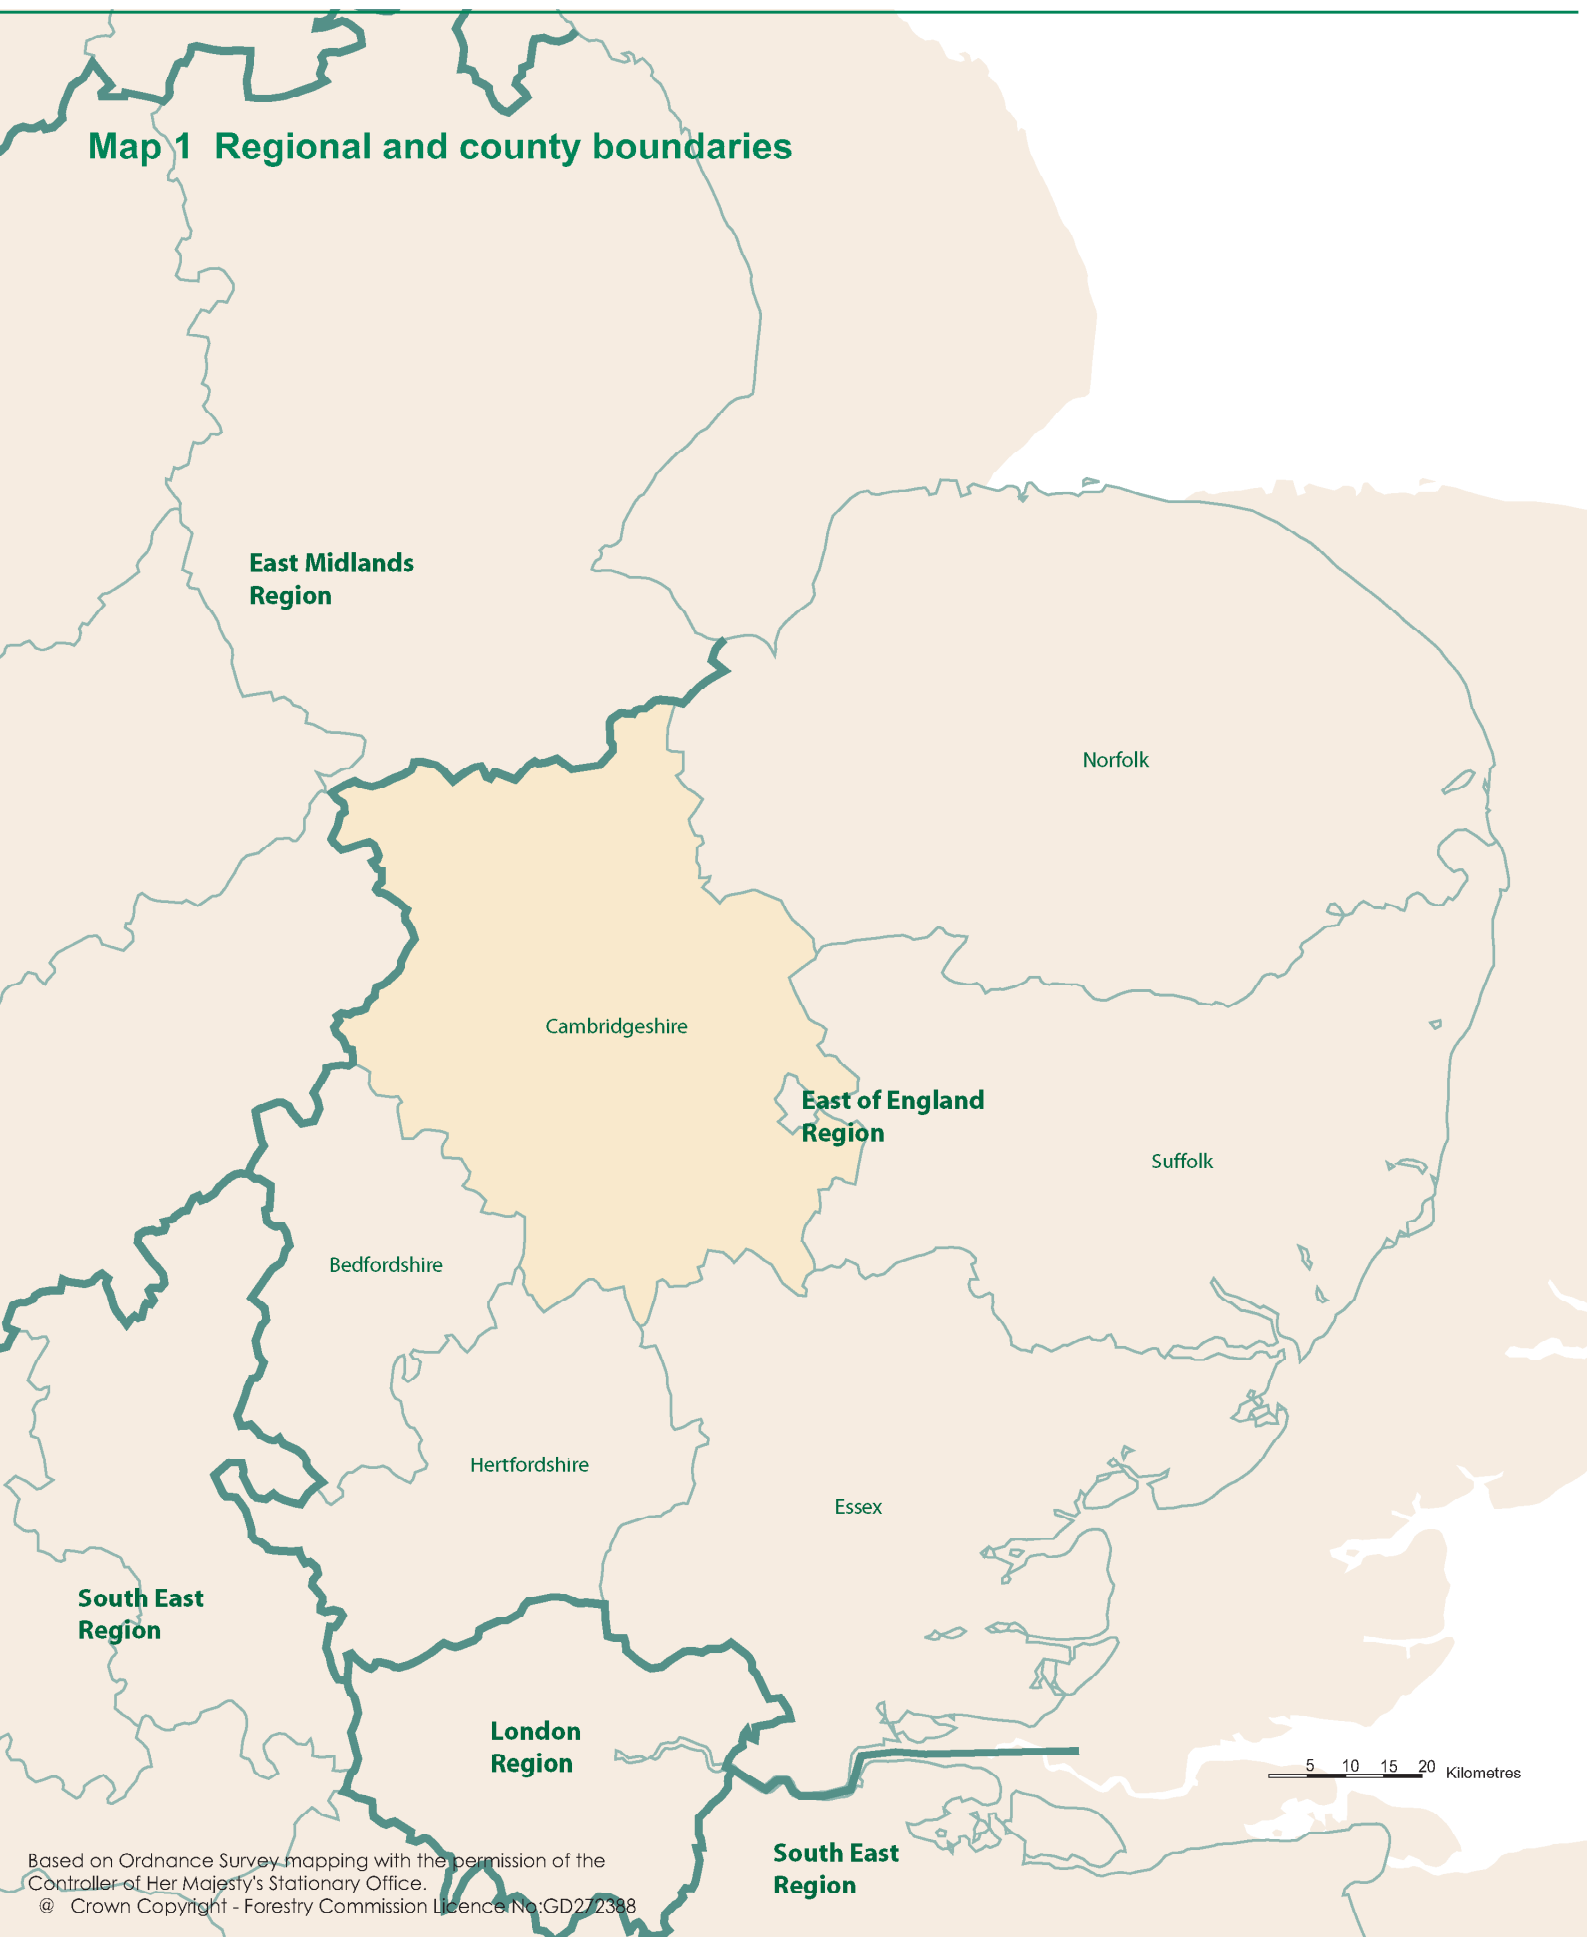 Map 1 Regional and county boundaries
East Midlands
Region
Norfolk
Cambridgeshire
East of England
Region
Suffolk
Bedfordshire
Hertfordshire
Essex
South East
Region
London
Region
5 10 15 20 Kilometres
South East
Region
Based on Ordnance Survey mapping with the permission of the
Controller of Her Majesty's Stationary Office.
@ Crown Copyright - Forestry Commission Licence No:GD272388